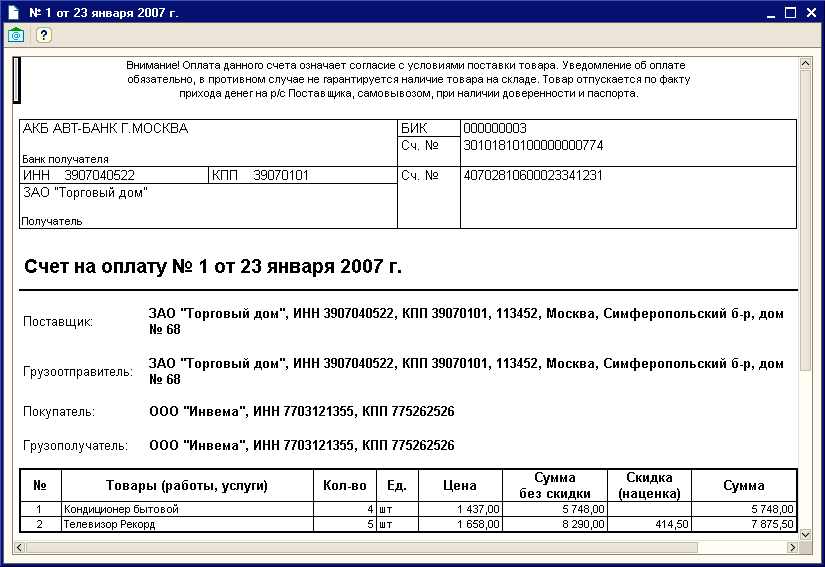 № 1 от 23 января 2007 г.
Внимание! Оплата данного счета означает согласие с условиями поставки товара. Уведомление об оплате
обязательно, в противном случае не гарантируется наличие товара на складе. Товар отпускается по факту
прихода денег на р/с Поставщика, самовывозом, при наличии доверенности и паспорта.
АКБ АВТ-БАНК Г.МОСКВА БИК 000000003
Сч. № 30101810100000000774
Банк получателя
ИНН 3907040522 КПП 39070101 Сч. № 40702810600023341231
ЗАО "Торговый дом"
Получатель
Счет на оплату № 1 от 23 января 2007 г.
Поставщик: ЗАО "Торговый дом", ИНН 3907040522, КПП 39070101, 113452, Москва, Симферопольский б-р, дом
№ 68
Грузоотправитель: ЗАО "Торговый дом", ИНН 3907040522, КПП 39070101, 113452, Москва, Симферопольский б-р, дом
№ 68
Покупатель: ООО "Инвема", ИНН 7703121355, КПП 775262526
Грузополучатель: ООО "Инвема", ИНН 7703121355, КПП 775262526
№ Товары (работы, услуги) Кол-во Ед. Цена Сумма без скидки Скидка (наценка) Сумма
1 Кондиционер бытовой 4 шт 1 437,00 5 748,00 5 748,00
2 Телевизор Рекорд 5 шт 1 658,00 8 290,00 414,50 7 875,50